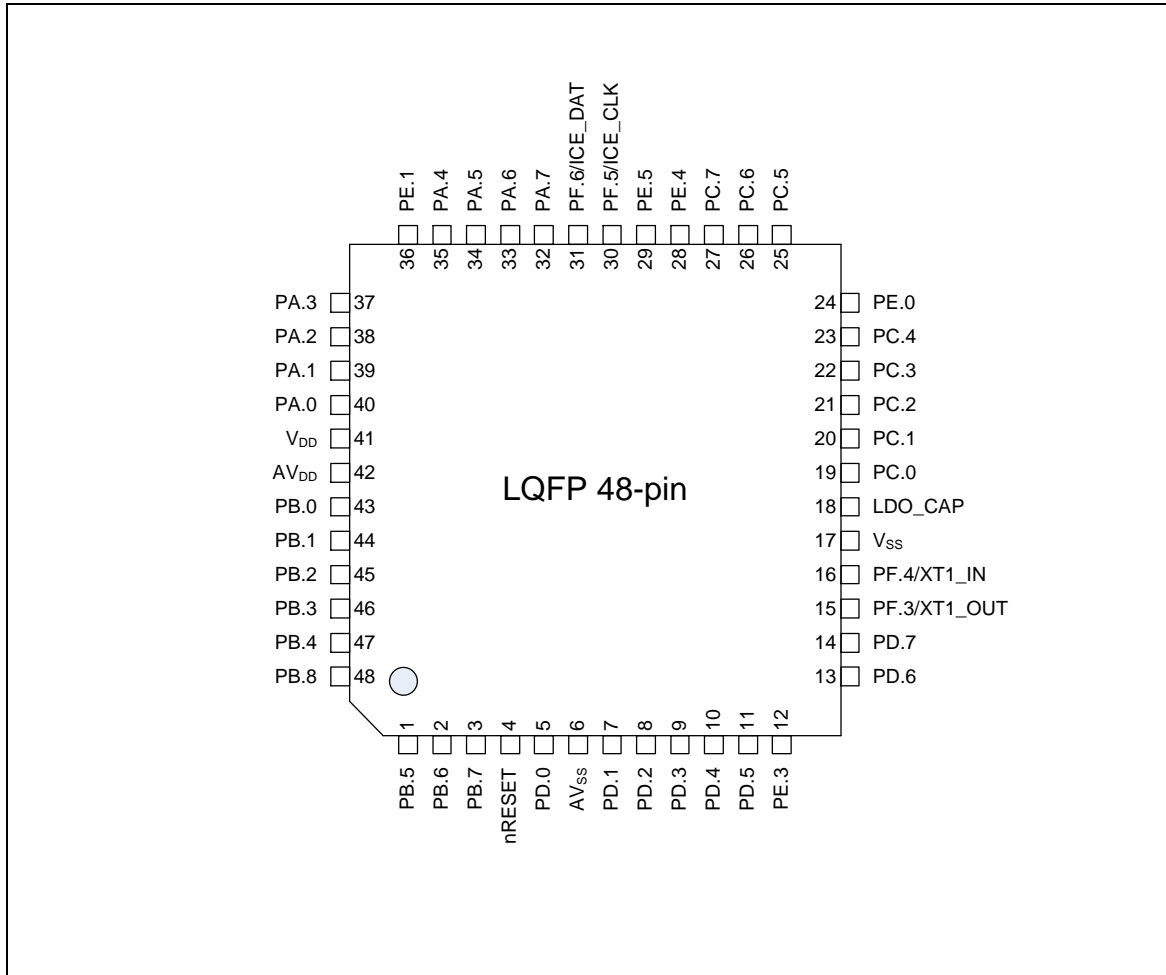 PE.1
PA.4
PA.5
PA.6
PA.7
PF.6/ICE_DAT
PF.5/ICE_CLK
PE.5
PE.4
PC.7
PC.6
PC.5
36
35
34
33
32
31
30
29
28
27
26
25
PA.3 37
PA.2 38
PA.1 39
PA.0 40
VDD 41
AVDD 42
PB.0 43
PB.1 44
PB.2 45
PB.3 46
PB.4 47
PB.8 48
LQFP 48-pin
24 PE.0
23 PC.4
22 PC.3
21 PC.2
20 PC.1
19 PC.0
18 LDO_CAP
17 VSS
16 PF.4/XT1_IN
15 PF.3/XT1_OUT
14 PD.7
13 PD.6
1
2
3
4
5
6
7
8
9
10
11
12
PB.5
PB.6
PB.7
nRESET
PD.0
AVSS
PD.1
PD.2
PD.3
PD.4
PD.5
PE.3